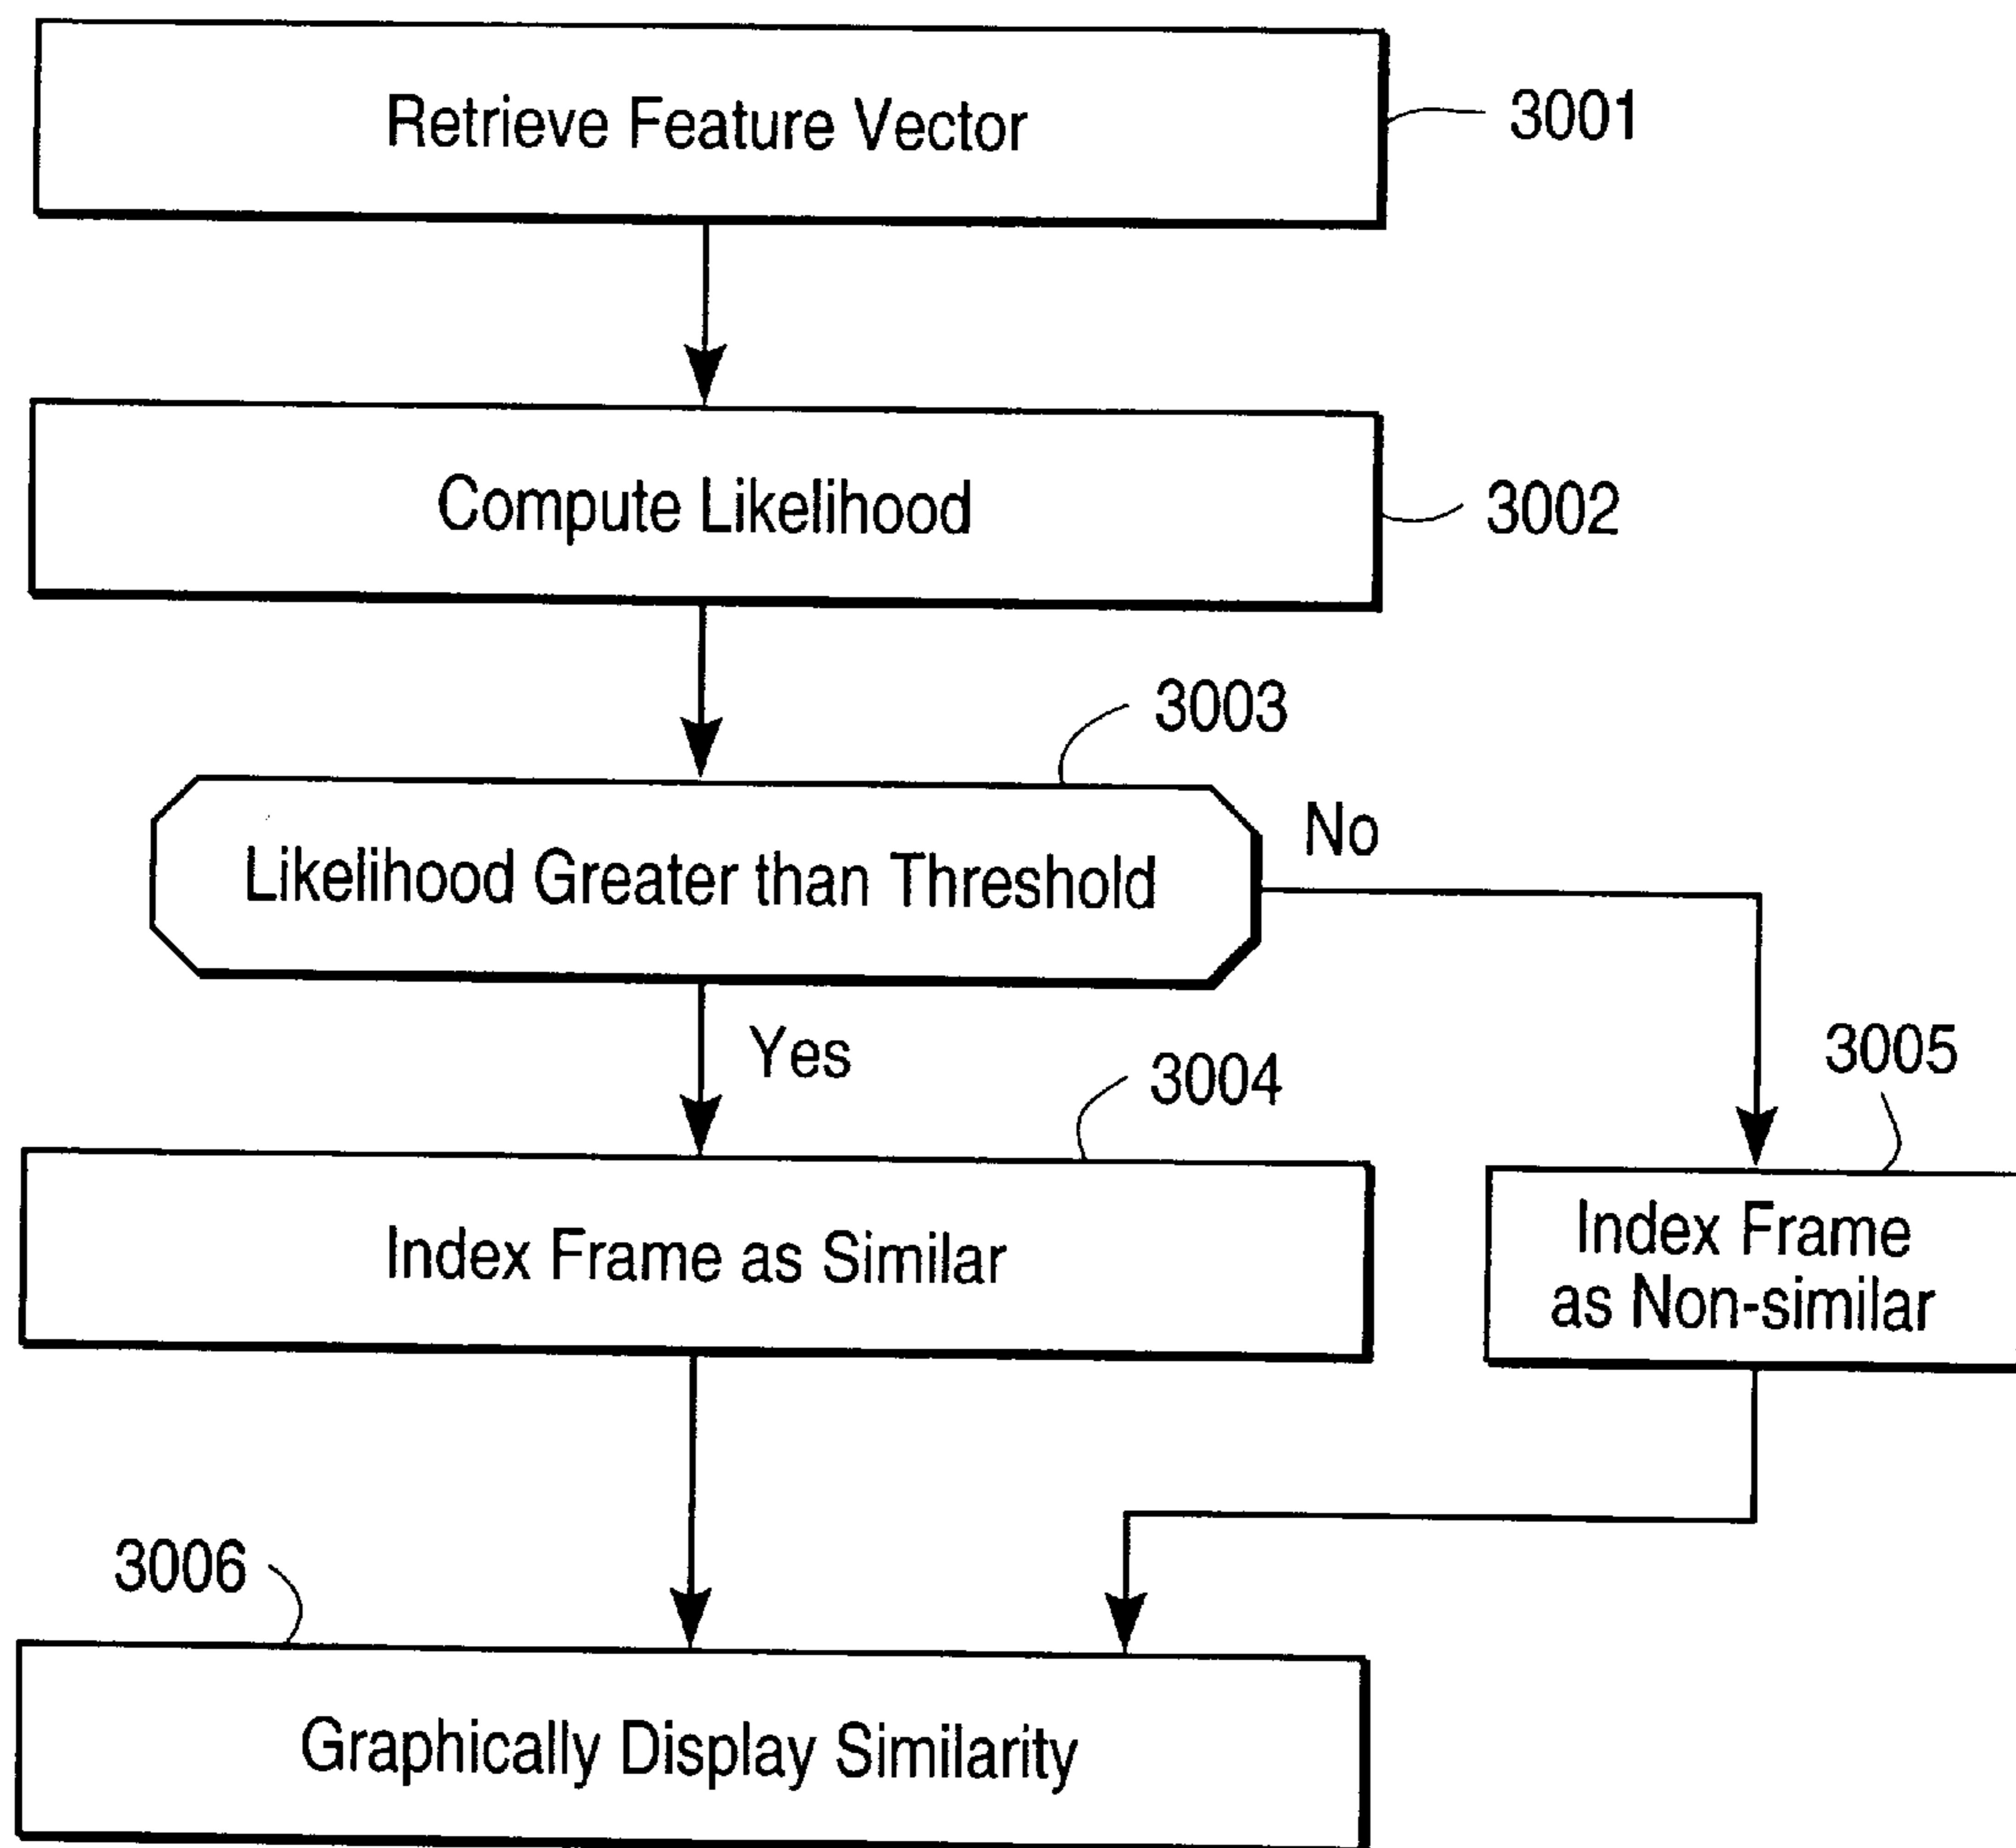 Retrieve Feature Vector
3001
Compute Likelihood
3002
3003
Likelihood Greater than Threshold
No
Yes
3004
3005
Index Frame as Similar
Index Frame
as Non-similar
3006
Graphically Display Similarity